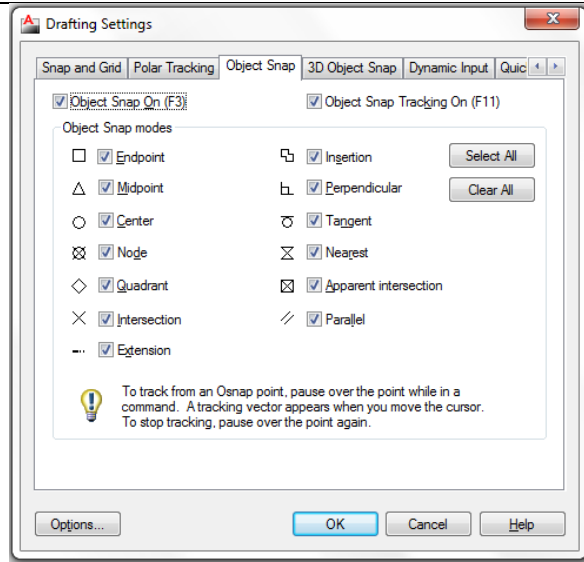 Drafting Settings
Snap and Grid Polar Tracking Object Snap 3D Object Snap Dynamic Input Quic
Object Snap On (F3) Object Snap Tracking On (F11)
Object Snap modes
Endpoint Insertion Select All
Midpoint Perpendicular Clear All
Center Tangent
Node Nearest
Quadrant Apparent intersection
Intersection Parallel
Extension
To track from an Osnap point, pause over the point while in a
command. A tracking vector appears when you move the cursor.
To stop tracking, pause over the point again.
Options... OK Cancel Help